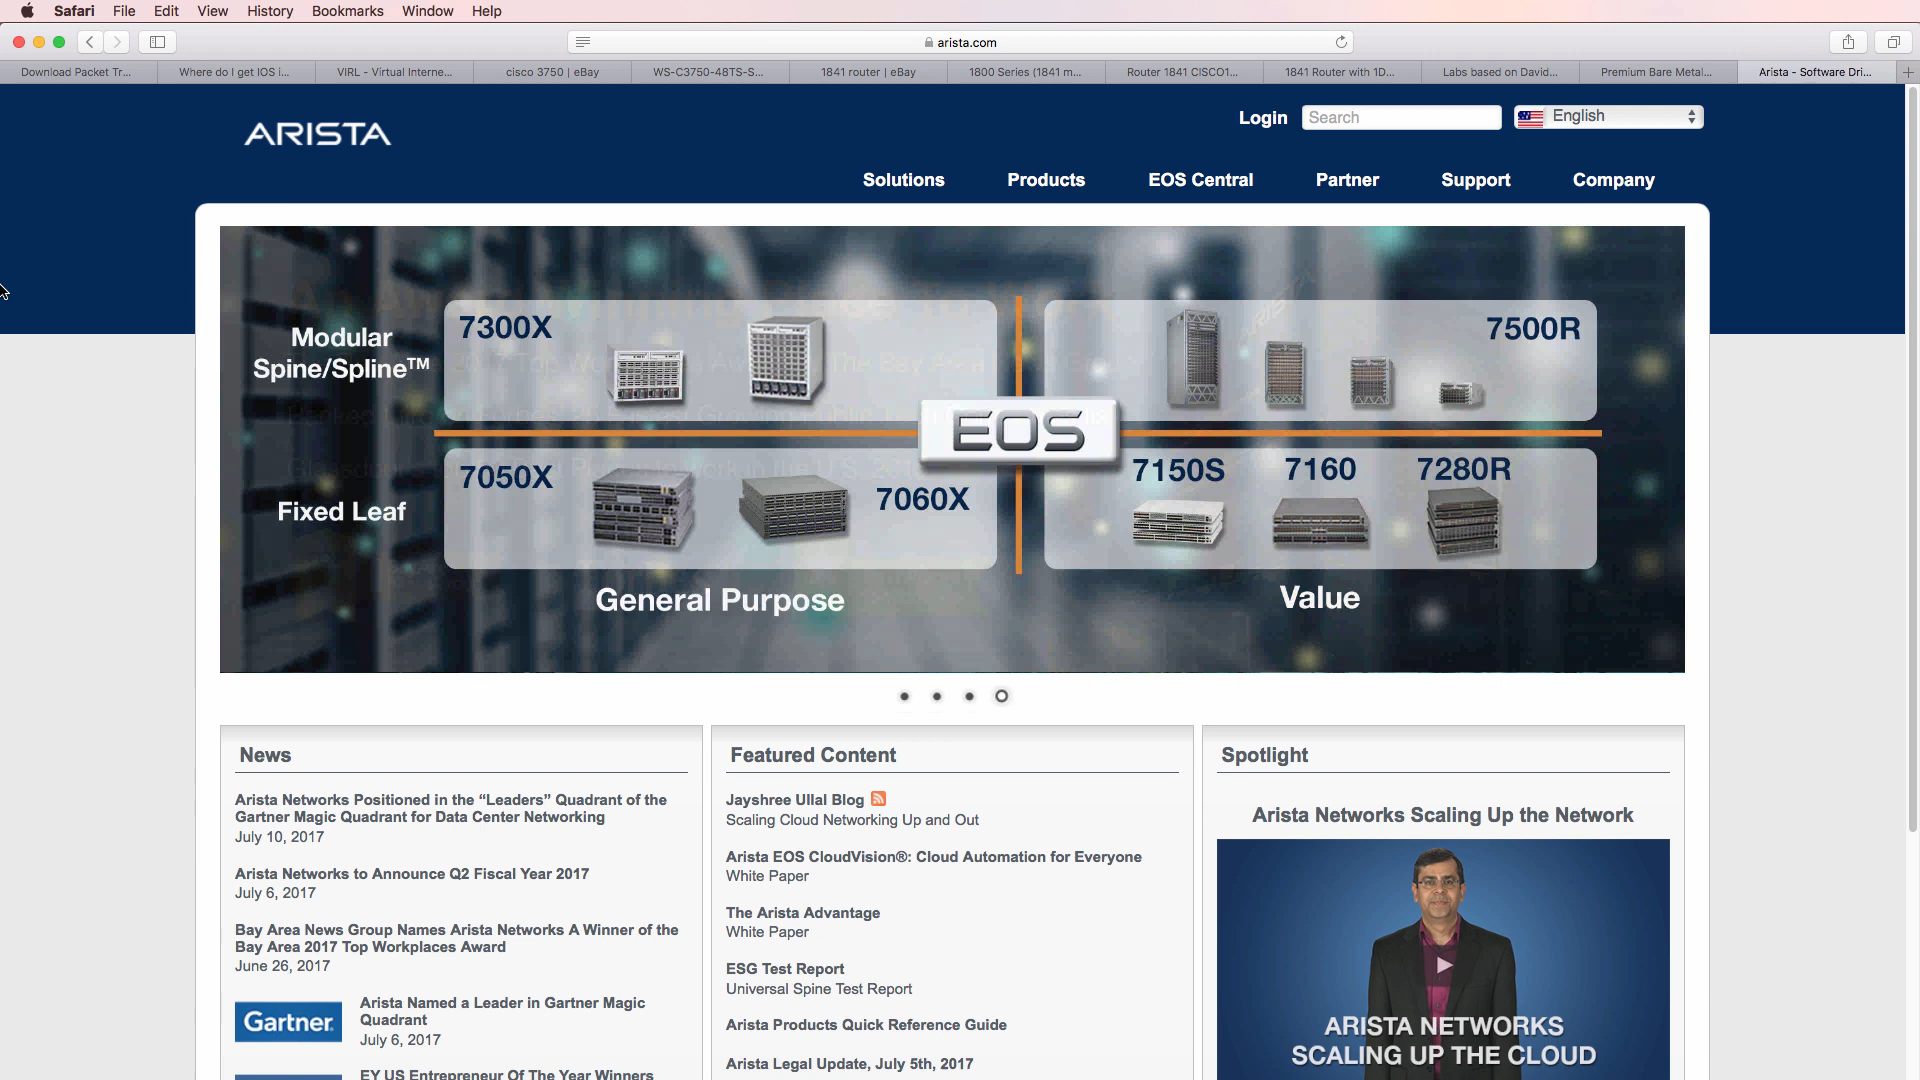 Safari File Edit View History Bookmarks Window Help
arista.com
Download Packet Tr...
Where do I get IOS i...
VIRL - Virtual Interne...
cisco 3750 | eBay
WS-C3750-48TS-S...
1841 router | eBay
1800 Series (1841 m...
Router 1841 CISCO1...
1841 Router with 1D...
Labs based on David...
Premium Bare Metal...
Arista - Software Dri...
ARISTA
Login
Search
English
Solutions
Products
EOS Central
Partner
Support
Company
Modular
Spine/Spline™
7300X
7500R
EOS
Fixed Leaf
7050X
7060X
7150S
7160
7280R
General Purpose
Value
News
Arista Networks Positioned in the “Leaders” Quadrant of the
Gartner Magic Quadrant for Data Center Networking
July 10, 2017
Arista Networks to Announce Q2 Fiscal Year 2017
July 6, 2017
Bay Area News Group Names Arista Networks A Winner of the
Bay Area 2017 Top Workplaces Award
June 26, 2017
Gartner.
Arista Named a Leader in Gartner Magic
Quadrant
July 6, 2017
EY US Entrepreneur Of The Year Winners
Featured Content
Jayshree Ullal Blog
Scaling Cloud Networking Up and Out
Arista EOS CloudVision®: Cloud Automation for Everyone
White Paper
The Arista Advantage
White Paper
ESG Test Report
Universal Spine Test Report
Arista Products Quick Reference Guide
Arista Legal Update, July 5th, 2017
Spotlight
Arista Networks Scaling Up the Network
ARISTA NETWORKS
SCALING UP THE CLOUD